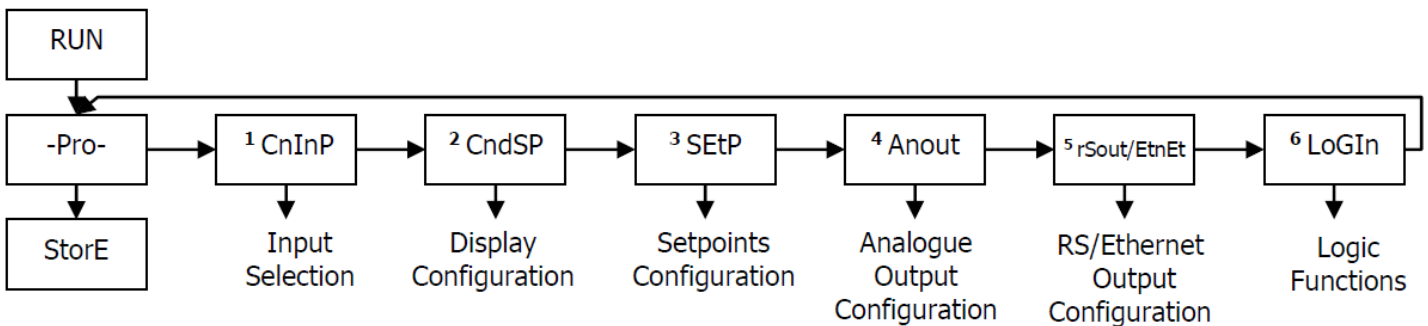 RUN
-Pro-
1 CnInP
2 CndSP
3 SEtP
4 Anout
5 rSout/EtnEt
6 LoGIn
StorE
Input
Selection
Display
Configuration
Setpoints
Configuration
Analogue
Output
Configuration
RS/Ethernet
Output
Configuration
Logic
Functions